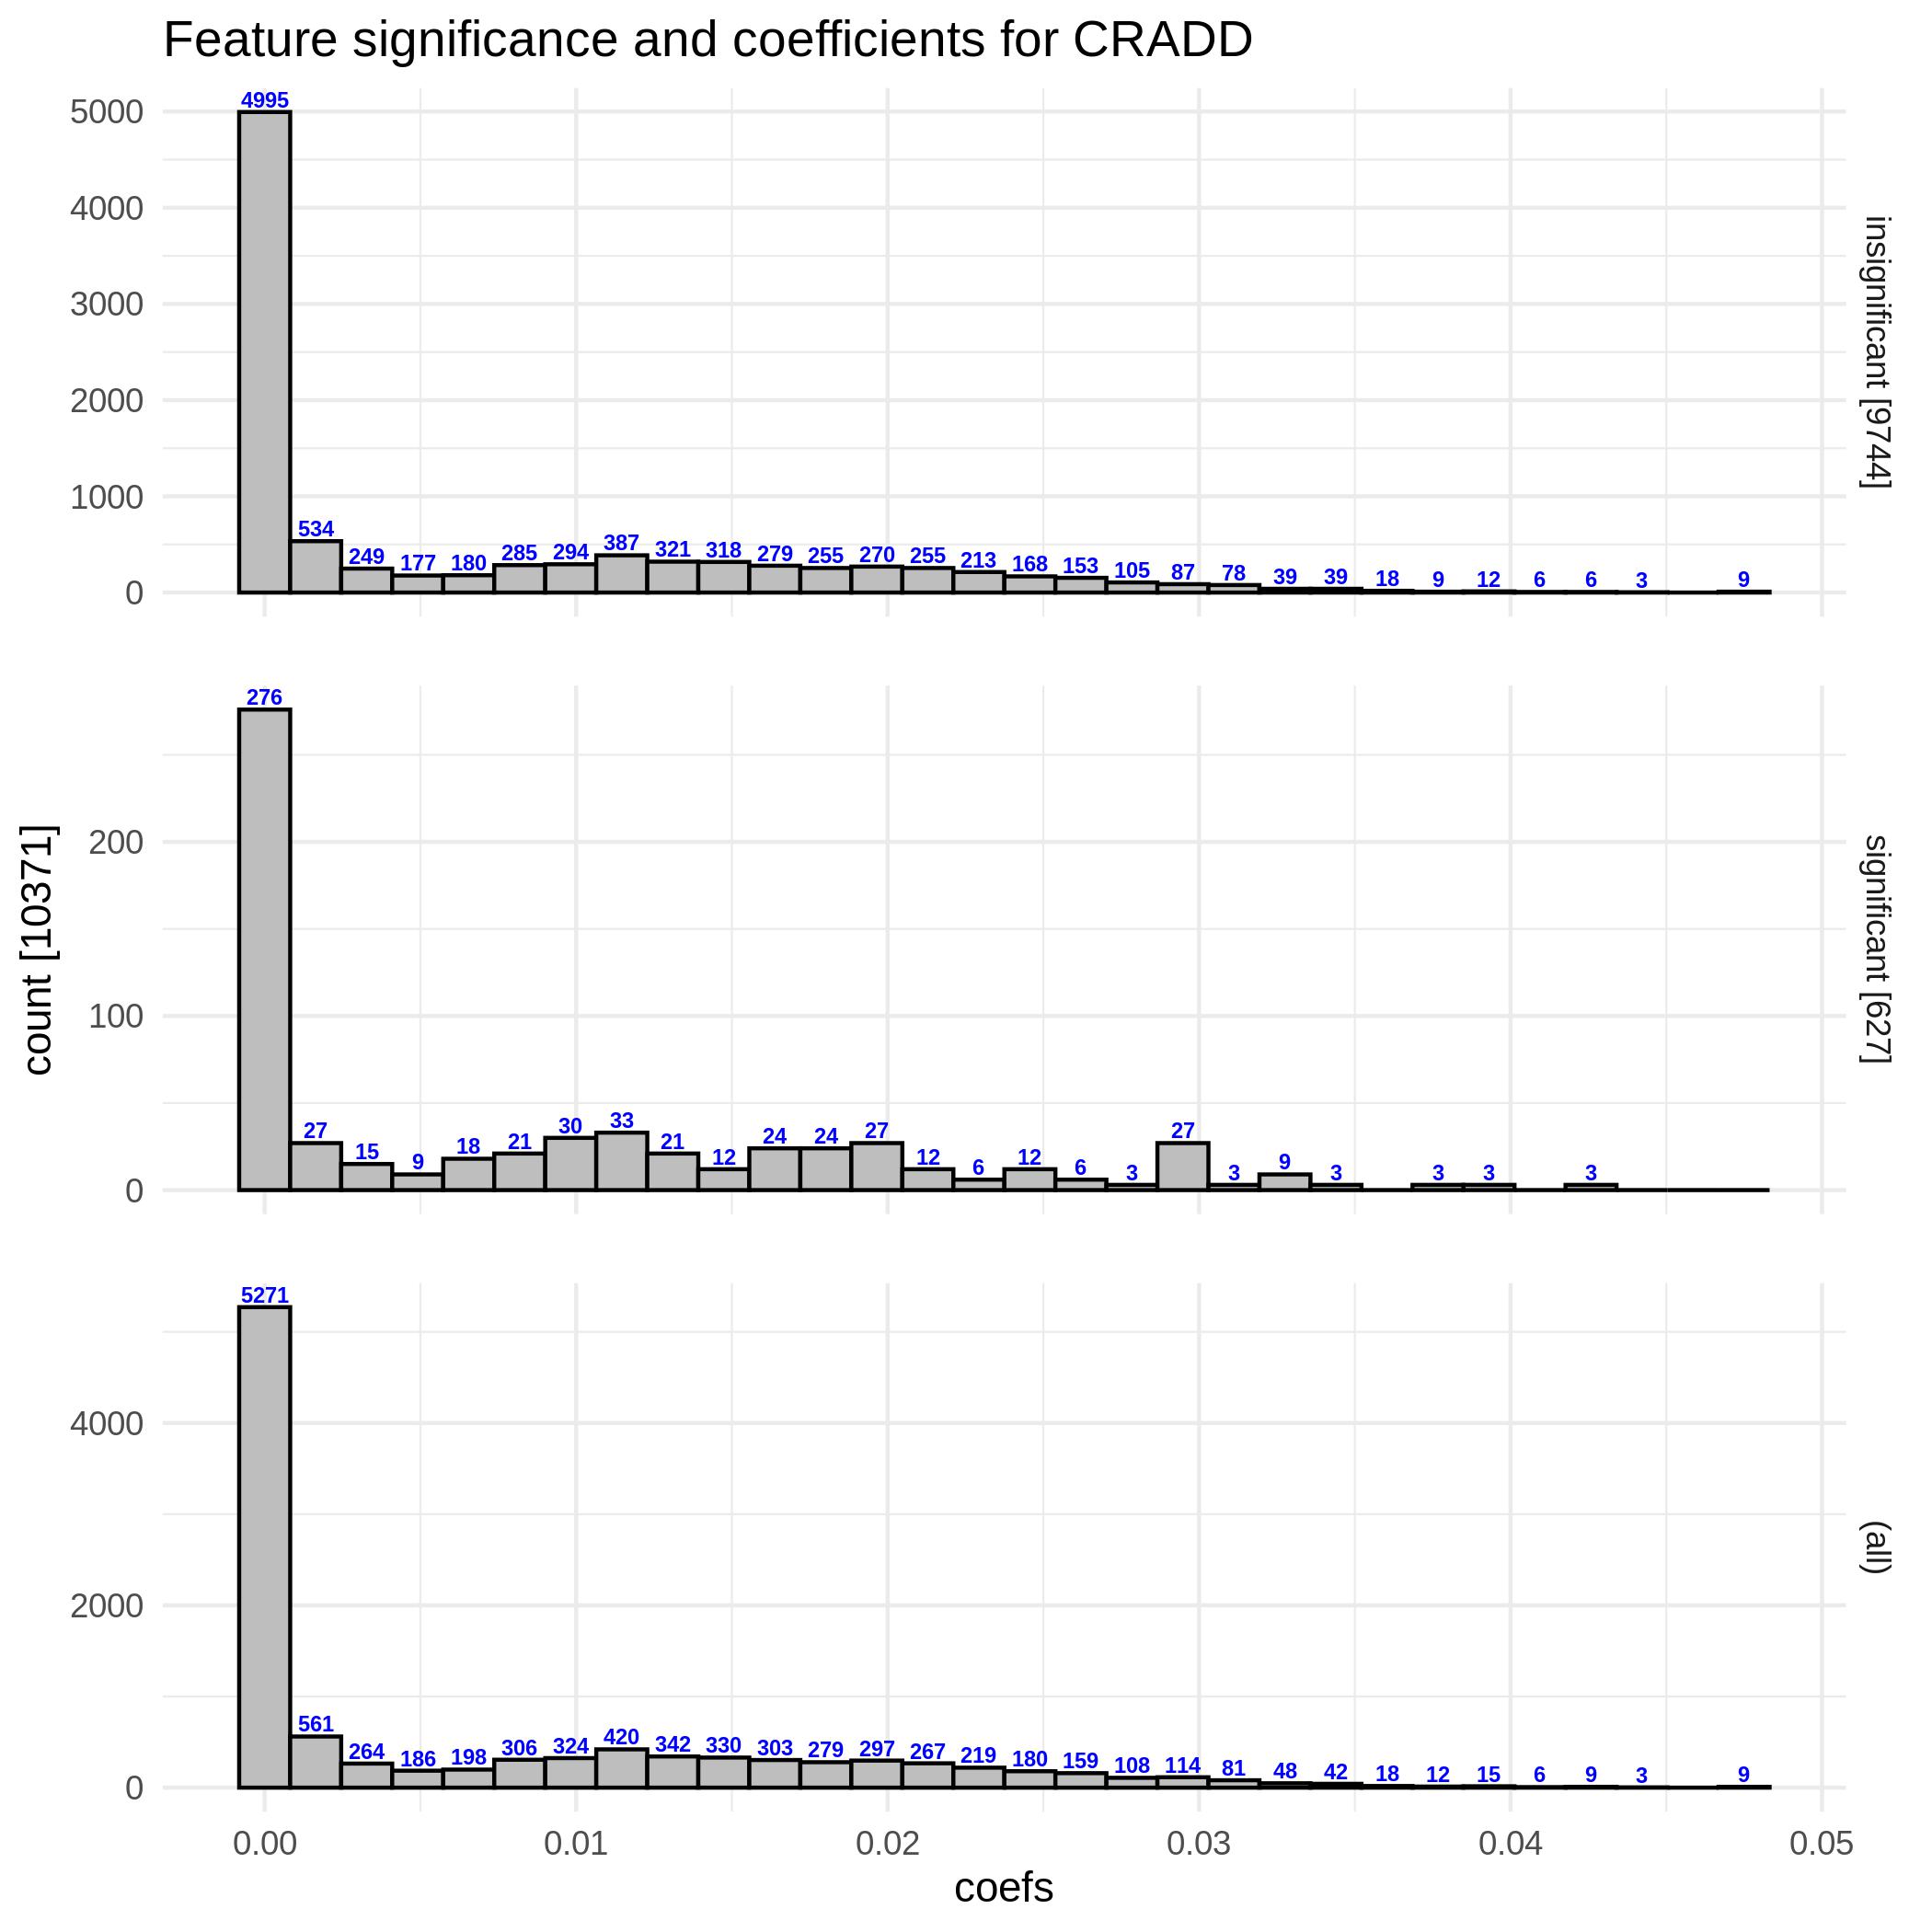 Feature significance and coefficients for CRADD
5000
4000
3000
2000
1000
0
4995 534 249 177 180 285 294 387 321 318 279 255 270 255 213 168 153 105 87 78 39 39 18 9 12 6 6 3 9
insignificant [9744]
count [10371]
200
100
0
276 27 15 9 18 21 30 33 21 12 24 24 27 12 6 12 6 3 27 3 9 3 3 3 3
significant [627]
4000
2000
0
5271 561 264 186 198 306 324 420 342 330 303 279 297 267 219 180 159 108 114 81 48 42 18 12 15 6 9 3 9
(all)
0.00 0.01 0.02 0.03 0.04 0.05
coefs